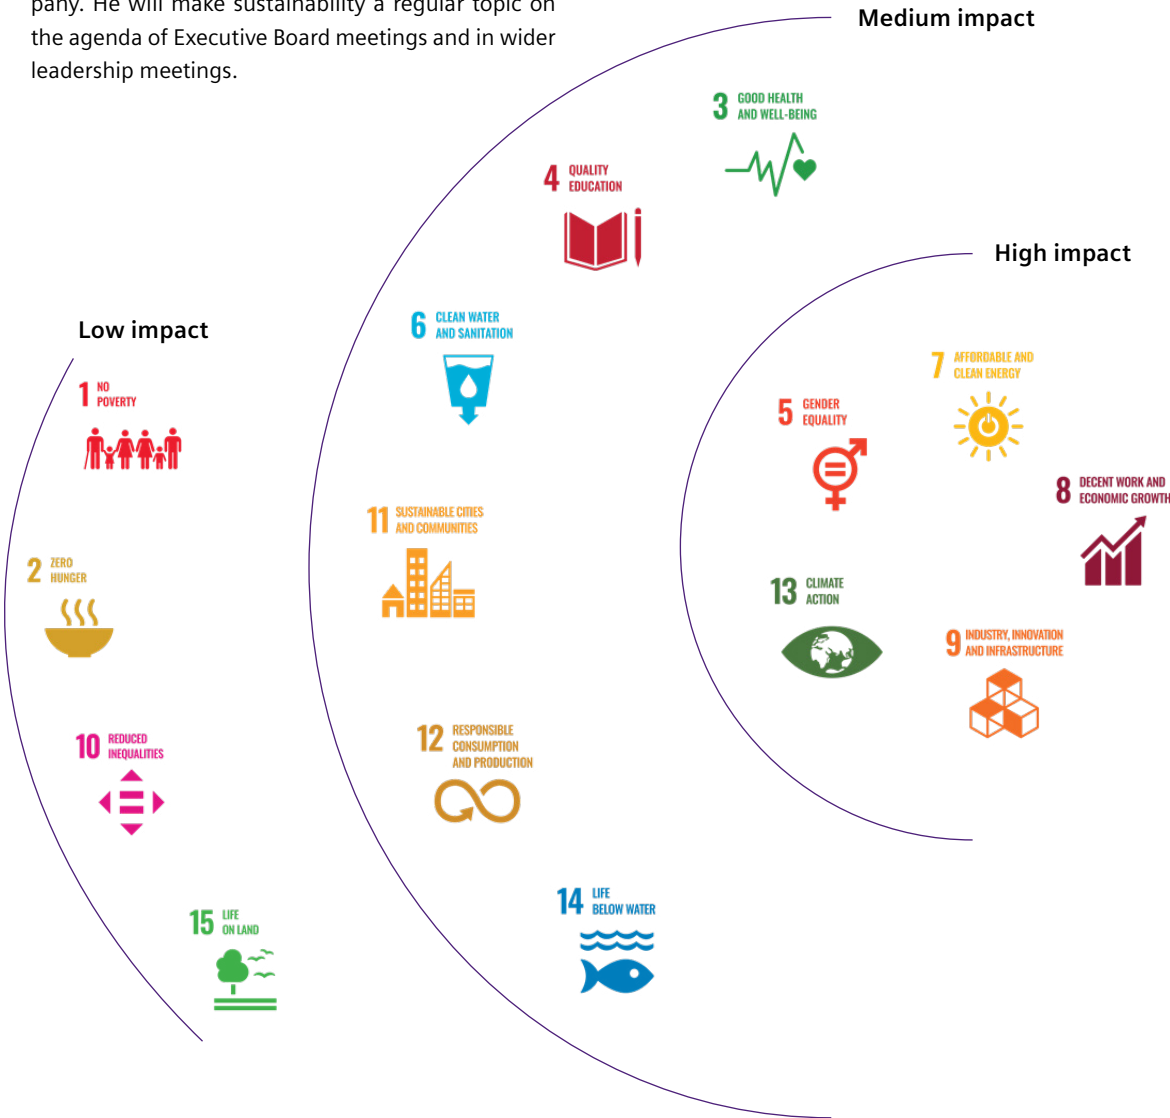 pany. He will make sustainability a regular topic on
the agenda of Executive Board meetings and in wider
leadership meetings.
Medium impact
3 GOOD HEALTH
AND WELL-BEING
4 QUALITY
EDUCATION
High impact
6 CLEAN WATER
AND SANITATION
Low impact
7 AFFORDABLE AND
CLEAN ENERGY
1 NO
POVERTY
5 GENDER
EQUALITY
8 DECENT WORK AND
ECONOMIC GROWTH
11 SUSTAINABLE CITIES
AND COMMUNITIES
2 ZERO
HUNGER
13 CLIMATE
ACTION
9 INDUSTRY, INNOVATION
AND INFRASTRUCTURE
12 RESPONSIBLE
CONSUMPTION
AND PRODUCTION
10 REDUCED
INEQUALITIES
14 LIFE
BELOW WATER
15 LIFE
ON LAND